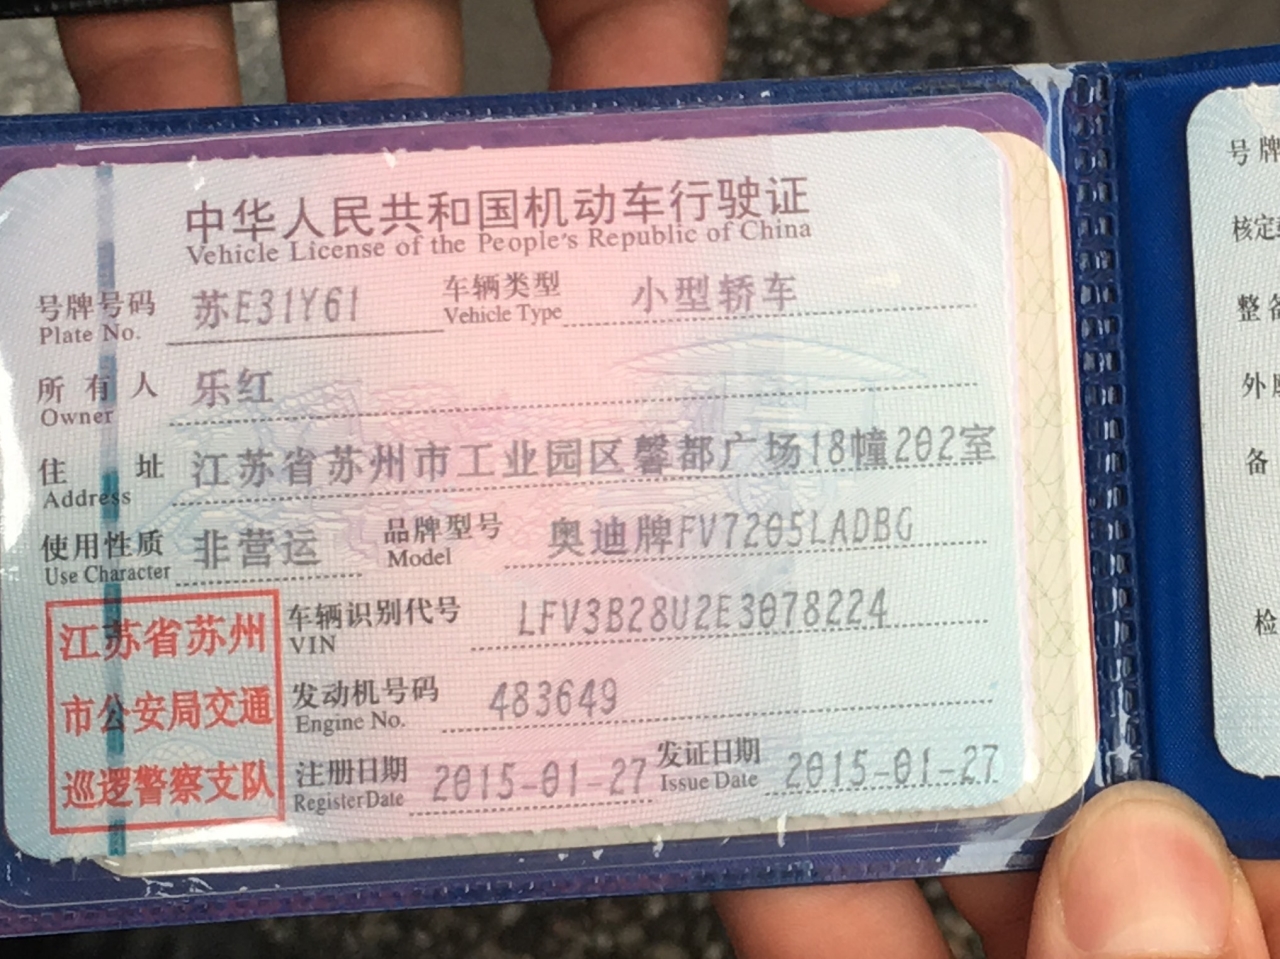 中华人民共和国机动车行驶证
Vehicle License of the People's Republic of China
号牌号码 苏E31Y61 车辆类型 小型轿车
Plate No. Vehicle Type
所有人 乐红
Owner
住址 江苏省苏州市工业园区馨都广场18幢202室
Address
使用性质 非营运 品牌型号 奥迪牌FV7205LADBG
Use Character Model
江苏省苏州
市公安局交通
巡逻警察支队
车辆识别代号 LFV3B28U2E3078224
VIN
发动机号码 483649
Engine No.
注册日期 2015-01-27 发证日期 2015-01-27
Register Date Issue Date
号牌
核定
整备
外
备
检